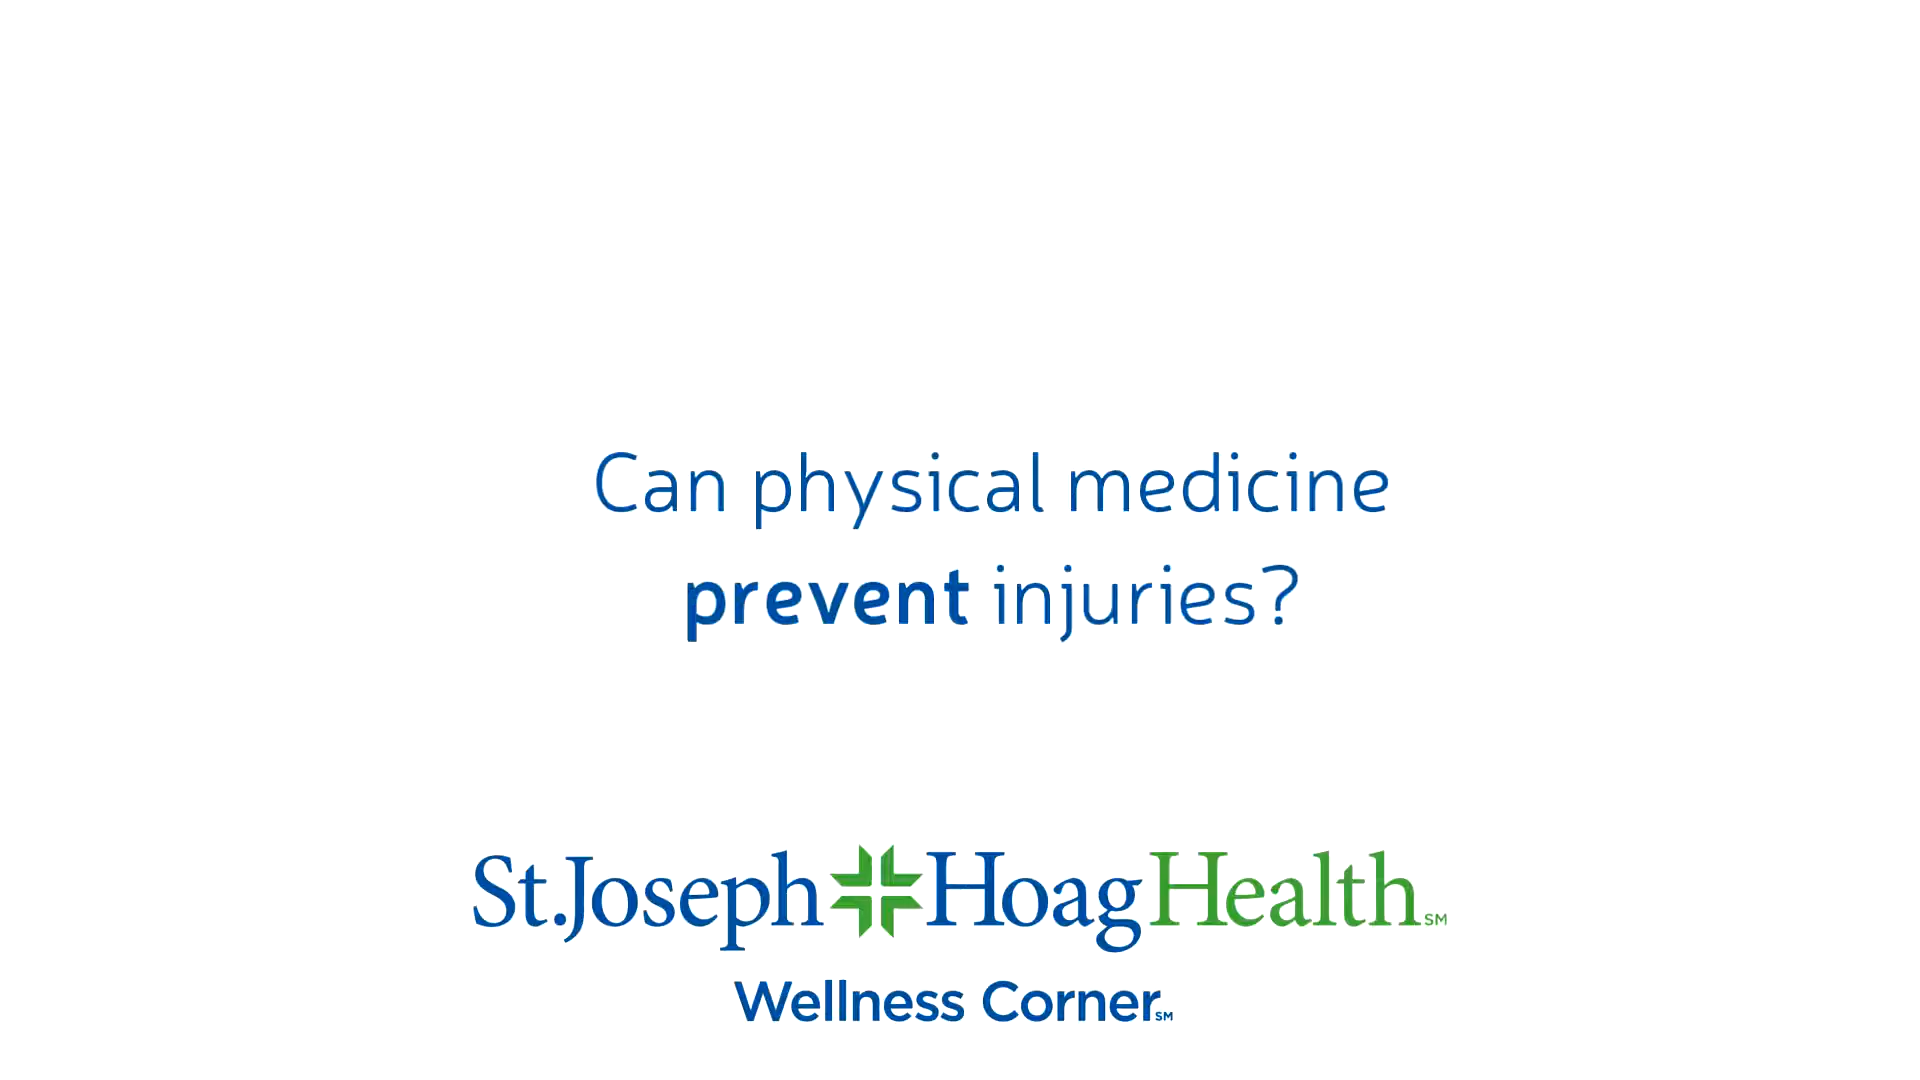 Can physical medicine
prevent injuries?
St.Joseph Hoag Health SM
Wellness Corner SM